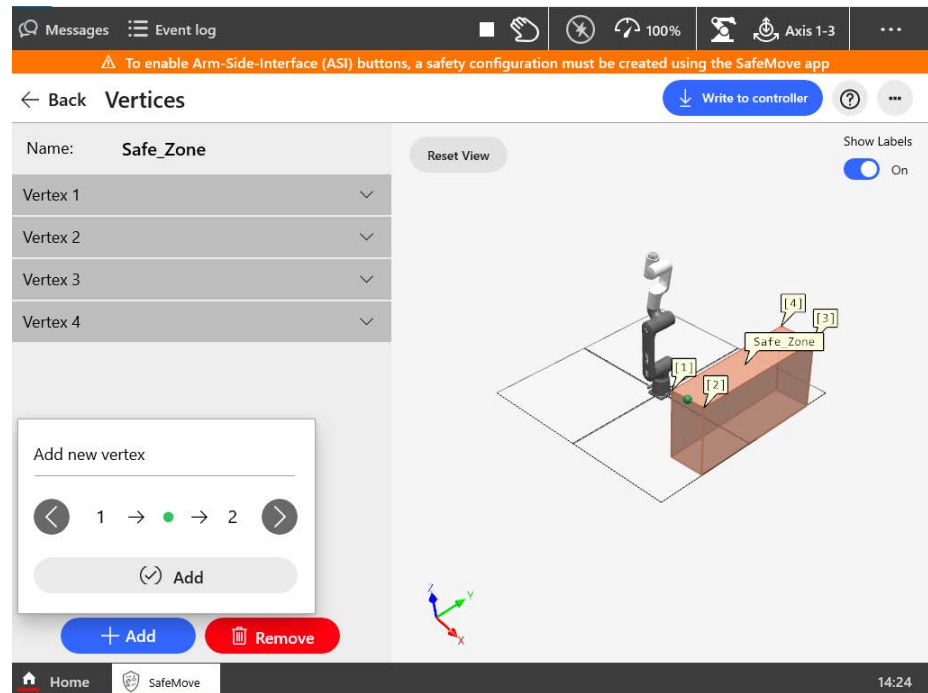 Messages Event log 100% Axis 1-3 ...
To enable Arm-Side-Interface (ASI) buttons, a safety configuration must be created using the SafeMove app
Back Vertices Write to controller ? ...
Name: Safe_Zone
Reset View
Show Labels
On
Vertex 1
Vertex 2
Vertex 3
Vertex 4
[4]
[3]
Safe_Zone
[1]
[2]
Add new vertex
1 → ● → 2
Add
Z
Y
X
+ Add Remove
Home SafeMove 14:24